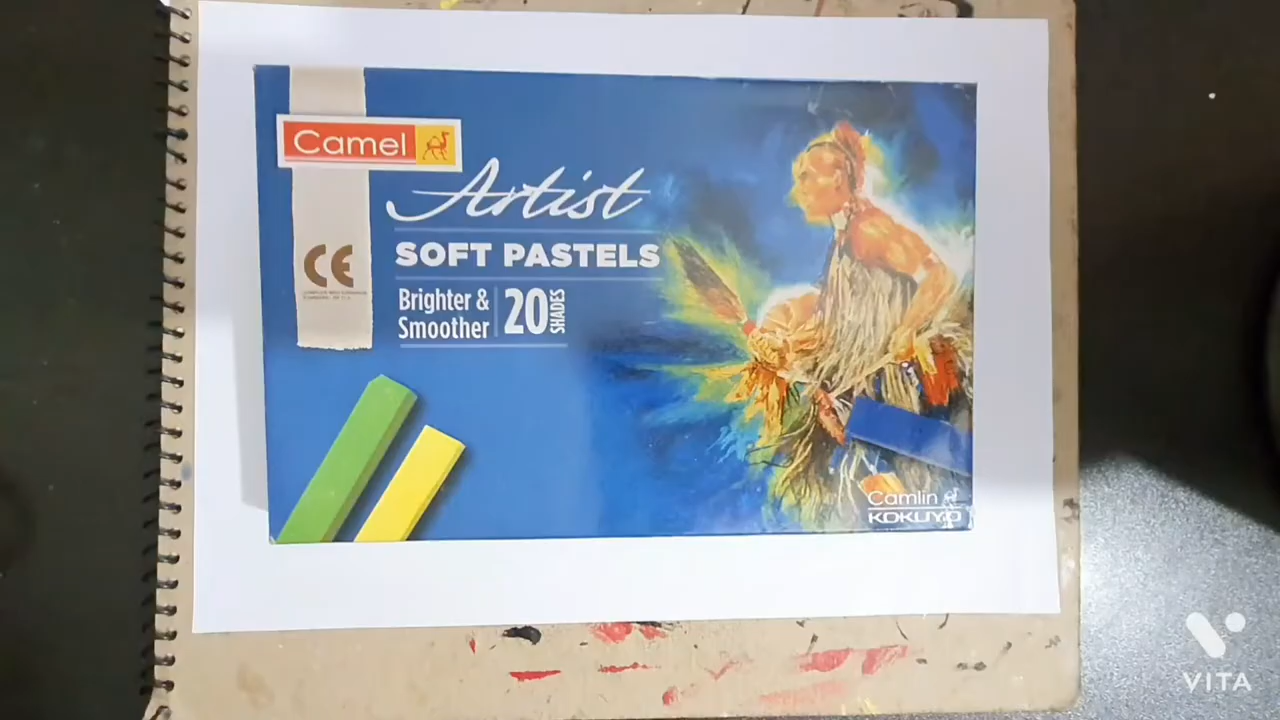 Camel
Artist
SOFT PASTELS
Brighter &
Smoother
20
SHADES
CE
Camlin
KOKUYO
VITA